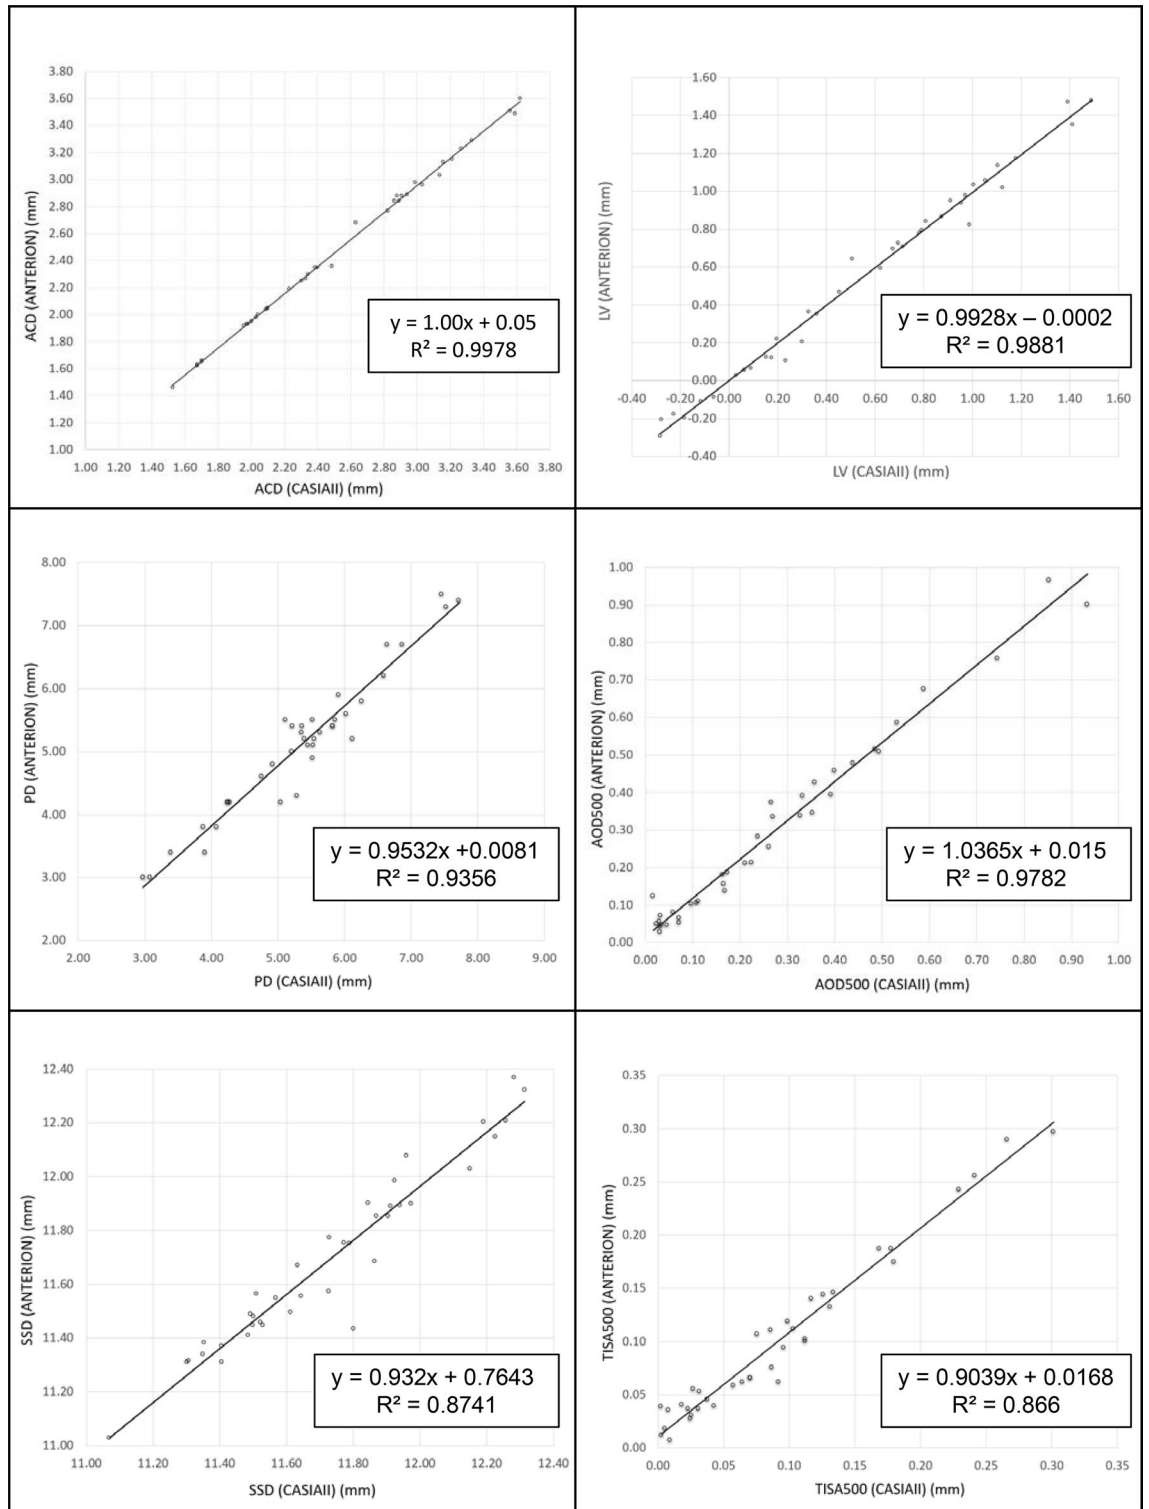 3.80
3.60
3.40
3.20
3.00
2.80
2.60
2.40
2.20
2.00
1.80
1.60
1.40
1.20
1.00
ACD (ANTERION) (mm)
y = 1.00x + 0.05
R² = 0.9978
1.00 1.20 1.40 1.60 1.80 2.00 2.20 2.40 2.60 2.80 3.00 3.20 3.40 3.60 3.80
ACD (CASIAII) (mm)
1.60
1.40
1.20
1.00
0.80
0.60
0.40
0.20
0.00
-0.20
-0.40
LV (ANTERION) (mm)
y = 0.9928x – 0.0002
R² = 0.9881
-0.40 -0.20 0.00 0.20 0.40 0.60 0.80 1.00 1.20 1.40 1.60
LV (CASIAII) (mm)
8.00
7.00
6.00
5.00
4.00
3.00
2.00
PD (ANTERION) (mm)
y = 0.9532x +0.0081
R² = 0.9356
2.00 3.00 4.00 5.00 6.00 7.00 8.00 9.00
PD (CASIAII) (mm)
1.00
0.90
0.80
0.70
0.60
0.50
0.40
0.30
0.20
0.10
0.00
AOD500 (ANTERION) (mm)
y = 1.0365x + 0.015
R² = 0.9782
0.00 0.10 0.20 0.30 0.40 0.50 0.60 0.70 0.80 0.90 1.00
AOD500 (CASIAII) (mm)
12.40
12.20
12.00
11.80
11.60
11.40
11.20
11.00
SSD (ANTERION) (mm)
y = 0.932x + 0.7643
R² = 0.8741
11.00 11.20 11.40 11.60 11.80 12.00 12.20 12.40
SSD (CASIAII) (mm)
0.35
0.30
0.25
0.20
0.15
0.10
0.05
0.00
TISA500 (ANTERION) (mm)
y = 0.9039x + 0.0168
R² = 0.866
0.00 0.05 0.10 0.15 0.20 0.25 0.30 0.35
TISA500 (CASIAII) (mm)